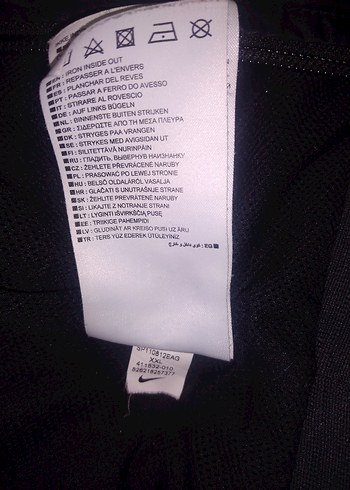 EN : IRON INSIDE OUT
FR : REPASSER A L'ENVERS
ES : PLANCHAR DEL REVES
PT : PASSAR A FERRO DO AVESSO
IT : STIRARE AL ROVESCIO
DE : AUF LINKS BÜGELN
NL : BINNENSTE BUITEN STRIJKEN
GR : ΣΙΔΕΡΩΣΤΕ ΑΠΟ ΤΗ ΜΕΣΑ ΠΛΕΥΡΑ
DK : STRYGES PAA VRANGEN
SE : STRYKES MED AVIGSIDAN UT
FI : SILITETTÄVÄ NURINPÄIN
RU : ГЛАДИТЬ, ВЫВЕРНУВ НАИЗНАНКУ
CZ : ŽEHLETE PŘEVRÁCENÉ NARUBY
PL : PRASOWAĆ PO LEWEJ STRONIE
HU : BELSŐ OLDALÁRÓL VASALJA
HR : GLAČATI S UNUTRAŠNJE STRANE
SK : ŽEHLITE PREVRÁTENÉ NARUBY
SI : LIKAJTE Z NOTRANJE STRANI
LT : LYGINTI IŠVIRKŠČIĄ PUSĘ
EE : TRIIKIGE PAHEMPIDI
LV : GLUDINĀT AR KREISO PUSI UZ ĀRU
TR : TERS YÜZ EDEREK ÜTÜLEYİNİZ
EG :
SP110812EAG
XXL
411832-010